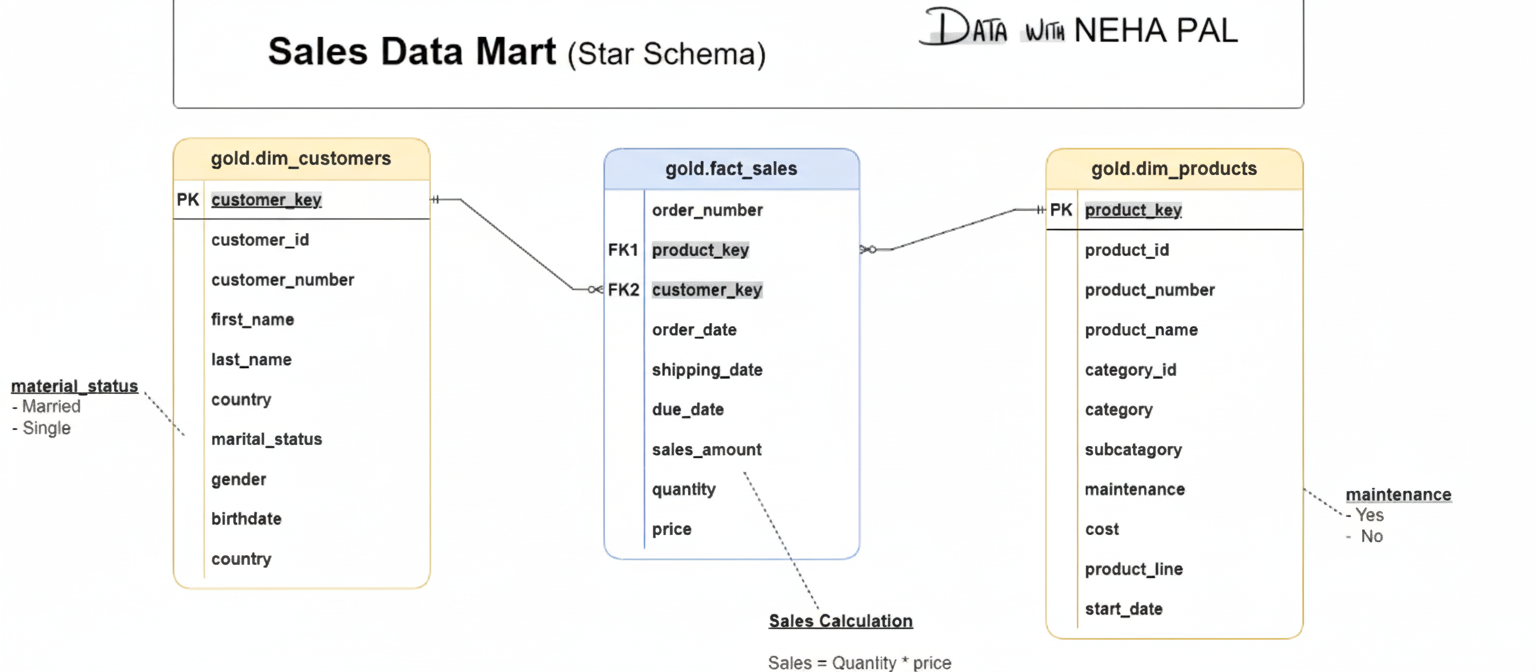 Sales Data Mart (Star Schema)
DATA WITH NEHA PAL
gold.dim_customers
PK customer_key
customer_id
customer_number
first_name
last_name
country
marital_status
gender
birthdate
country
material_status
- Married
- Single
gold.fact_sales
order_number
FK1 product_key
FK2 customer_key
order_date
shipping_date
due_date
sales_amount
quantity
price
Sales Calculation
Sales = Quantity * price
gold.dim_products
PK product_key
product_id
product_number
product_name
category_id
category
subcatagory
maintenance
cost
product_line
start_date
maintenance
- Yes
- No